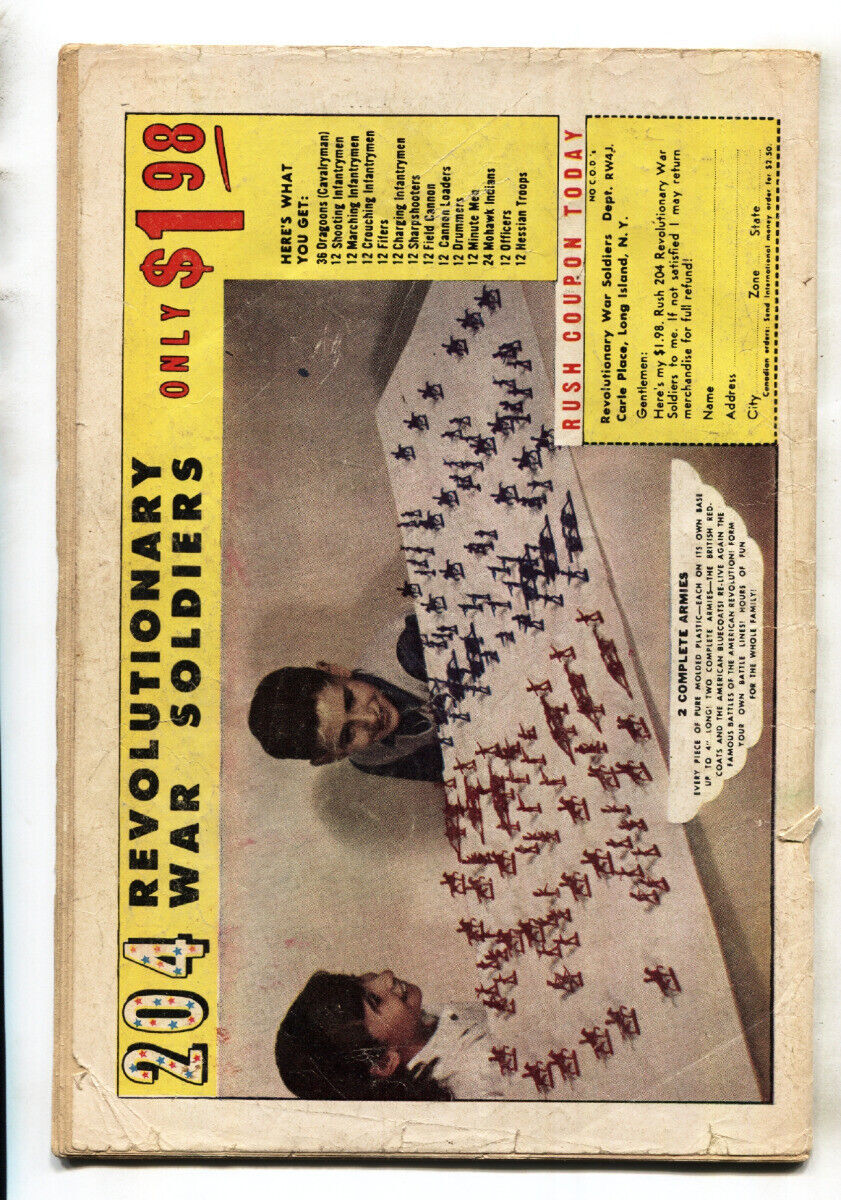 204 REVOLUTIONARY
WAR SOLDIERS
ONLY $1.98
HERE'S WHAT
YOU GET:
36 Dragoons (Cavalryman)
12 Shooting Infantrymen
12 Marching Infantrymen
12 Crouching Infantrymen
12 Fifers
12 Charging Infantrymen
12 Sharpshooters
12 Field Cannon
12 Cannon Loaders
12 Drummers
12 Minute Men
24 Mohawk Indians
12 Officers
12 Hessian Troops
RUSH COUPON TODAY
NO C.O.D.'s
Revolutionary War Soldiers Dept. RW4J.
Carle Place, Long Island, N. Y.
Gentlemen:
Here's my $1.98. Rush 204 Revolutionary War
Soldiers to me. If not satisfied I may return
merchandise for full refund!
Name
Address
City Zone State
Canadian orders: Send International money order for $2.50.
2 COMPLETE ARMIES
EVERY PIECE OF PURE MOLDED PLASTIC—EACH ON ITS OWN BASE
UP TO 4" LONG! TWO COMPLETE ARMIES—THE BRITISH RED-
COATS AND THE AMERICAN BLUECOATS! RE-LIVE AGAIN THE
FAMOUS BATTLES OF THE AMERICAN REVOLUTION! FORM
YOUR OWN BATTLE LINES! HOURS OF FUN
FOR THE WHOLE FAMILY!